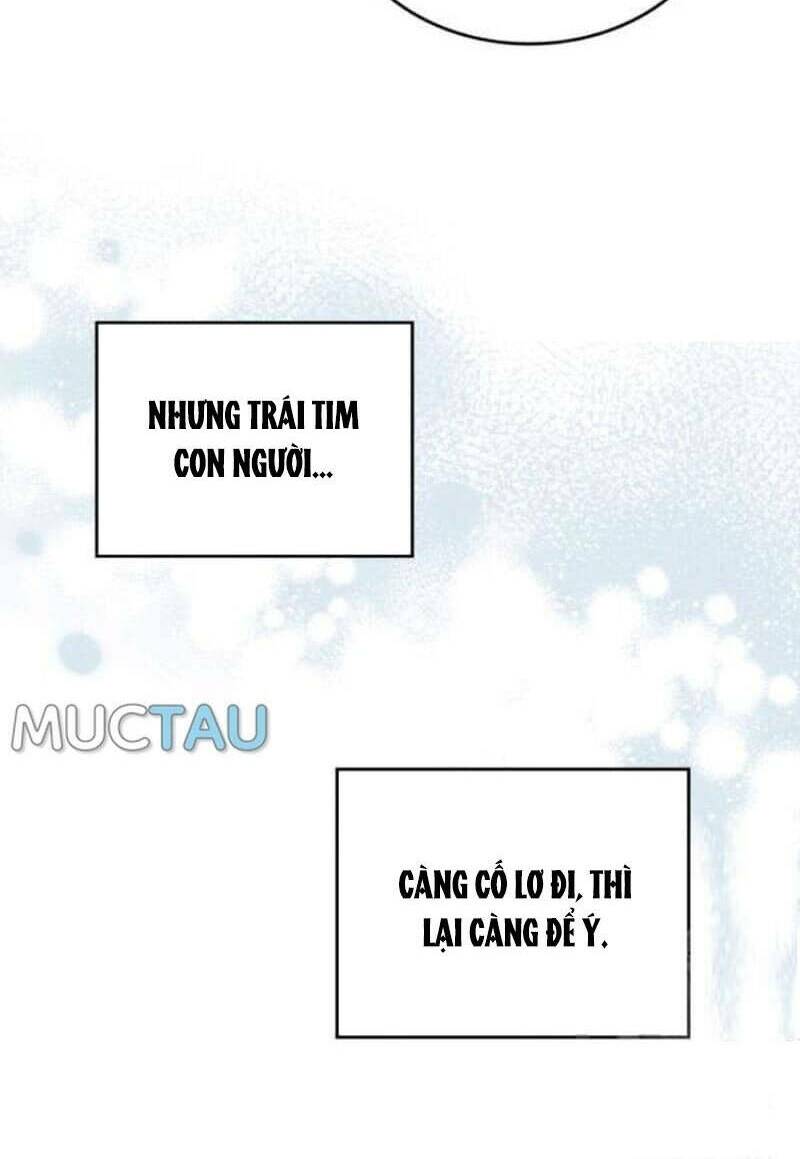 NHƯNG TRÁI TIM
CON NGƯỜI...
MUCTAU
CÀNG CỐ LƠ ĐI, THÌ
LẠI CÀNG ĐỂ Ý.